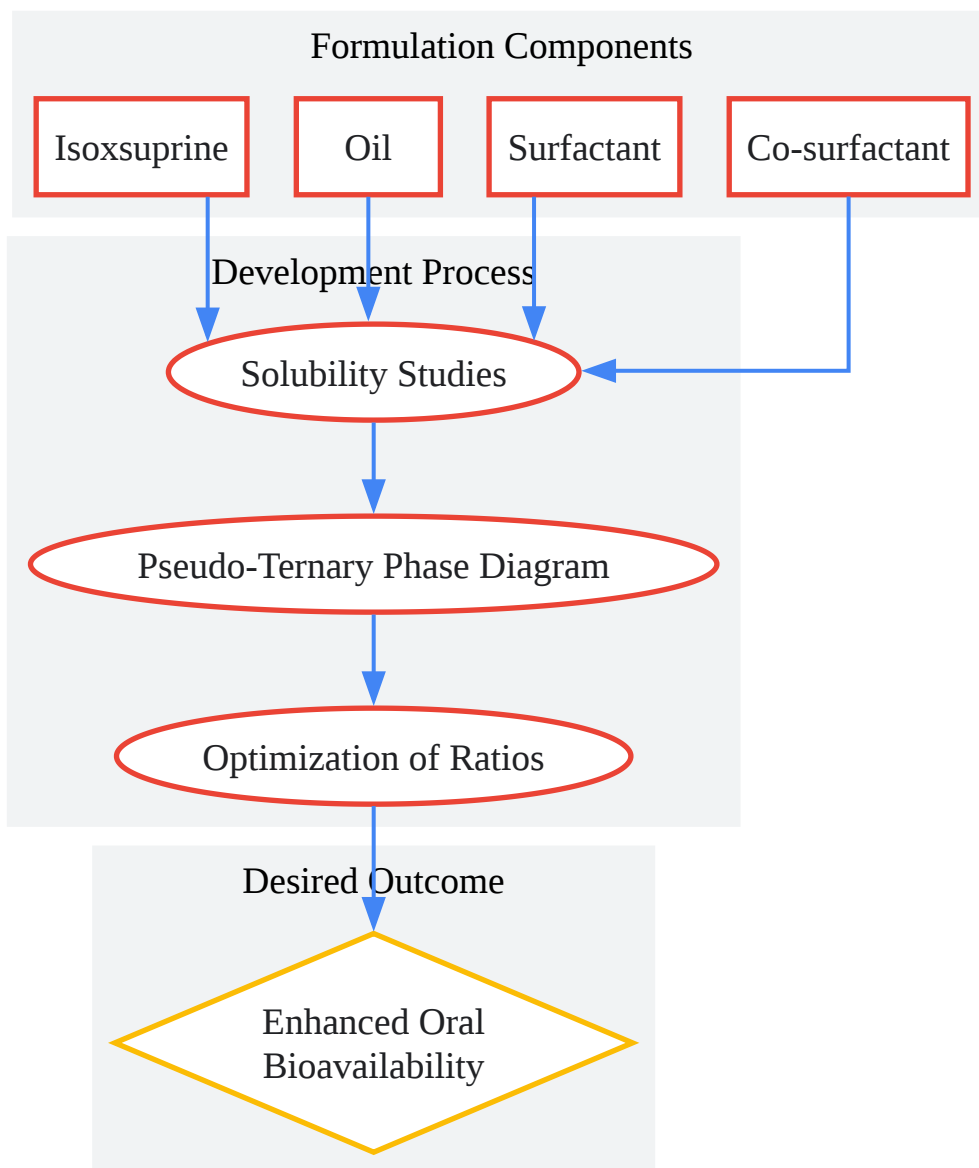 Formulation Components
Isoxsuprine
Oil
Surfactant
Co-surfactant
Development Process
Solubility Studies
Pseudo-Ternary Phase Diagram
Optimization of Ratios
Desired Outcome
Enhanced Oral
Bioavailability